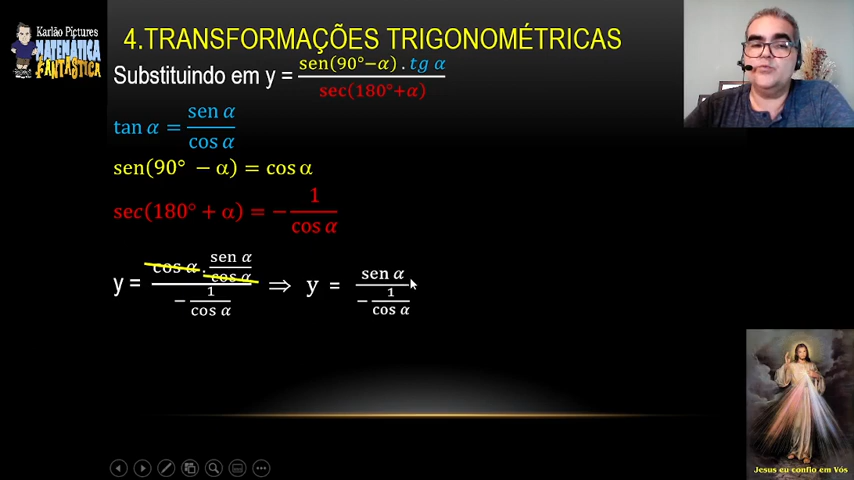 Karlão Pictures
MATEMÁTICA
FANTÁSTICA
4.TRANSFORMAÇÕES TRIGONOMÉTRICAS
Substituindo em y = sen(90°−α) . tg α / sec(180°+α)
tan α = sen α / cos α
sen(90° − α) = cos α
sec(180° + α) = − 1 / cos α
y = cos α . sen α / cos α / − 1 / cos α ⇒ y = sen α / − 1 / cos α
Jesus eu confio em Vós